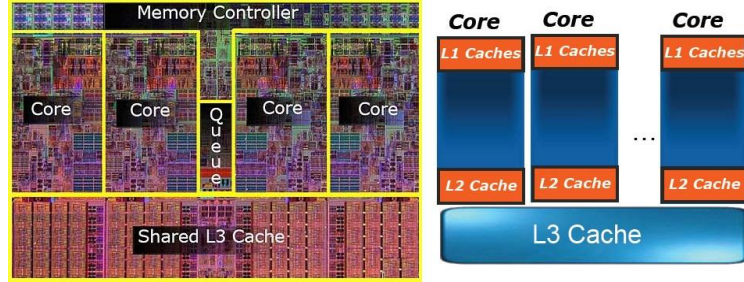 Memory Controller
Core
Core
Queue
Core
Core
Shared L3 Cache
Core Core Core
L1 Caches L1 Caches L1 Caches
...
L2 Cache L2 Cache L2 Cache
L3 Cache